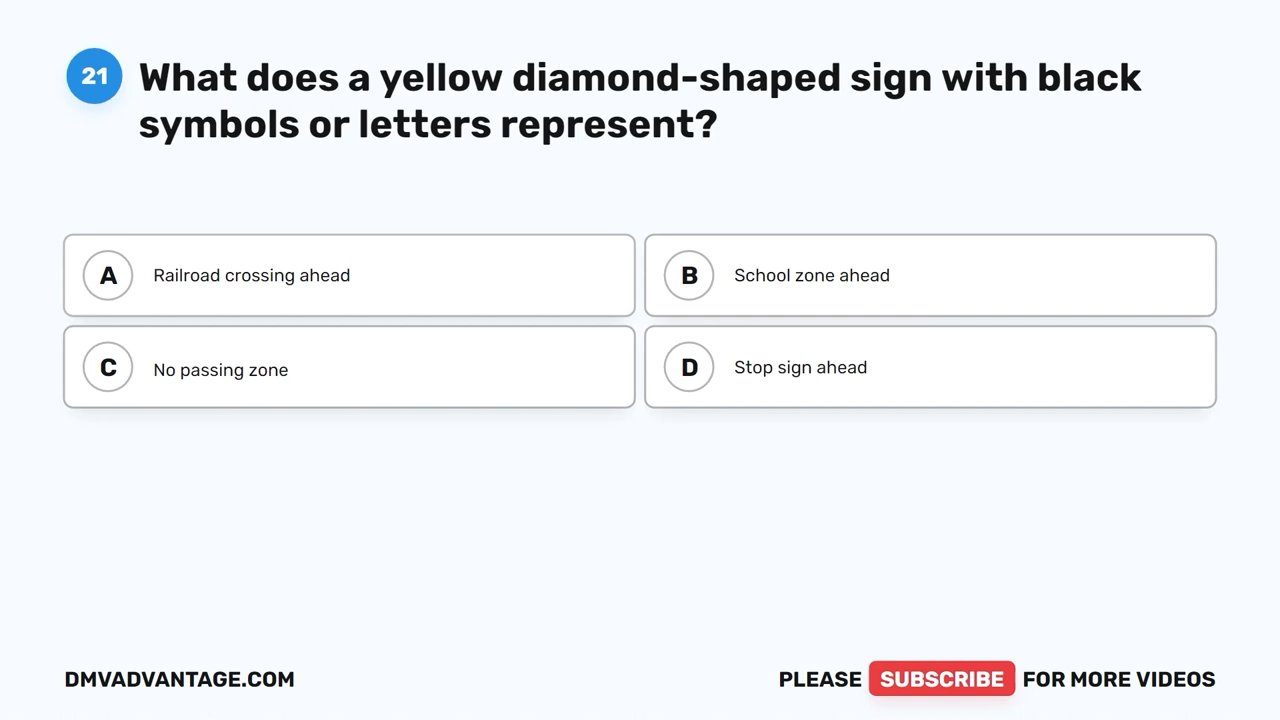 21
What does a yellow diamond-shaped sign with black
symbols or letters represent?
A Railroad crossing ahead
B School zone ahead
C No passing zone
D Stop sign ahead
DMVADVANTAGE.COM
PLEASE SUBSCRIBE FOR MORE VIDEOS